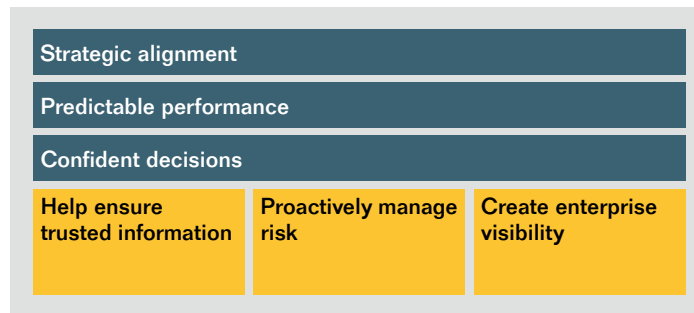 Strategic alignment
Predictable performance
Confident decisions
Help ensure
trusted information
Proactively manage
risk
Create enterprise
visibility